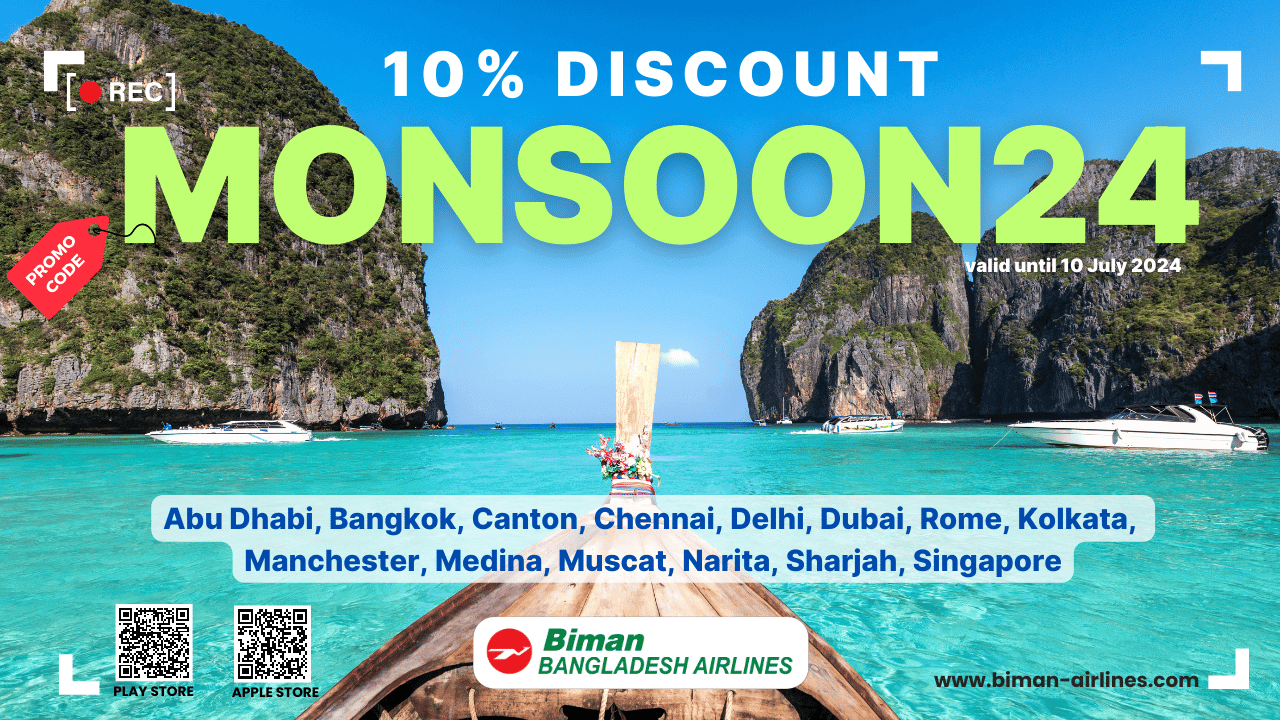 [● REC]
10% DISCOUNT
MONSOON24
PROMO
CODE
valid until 10 July 2024
Abu Dhabi, Bangkok, Canton, Chennai, Delhi, Dubai, Rome, Kolkata,
Manchester, Medina, Muscat, Narita, Sharjah, Singapore
PLAY STORE
APPLE STORE
Biman
BANGLADESH AIRLINES
www.biman-airlines.com